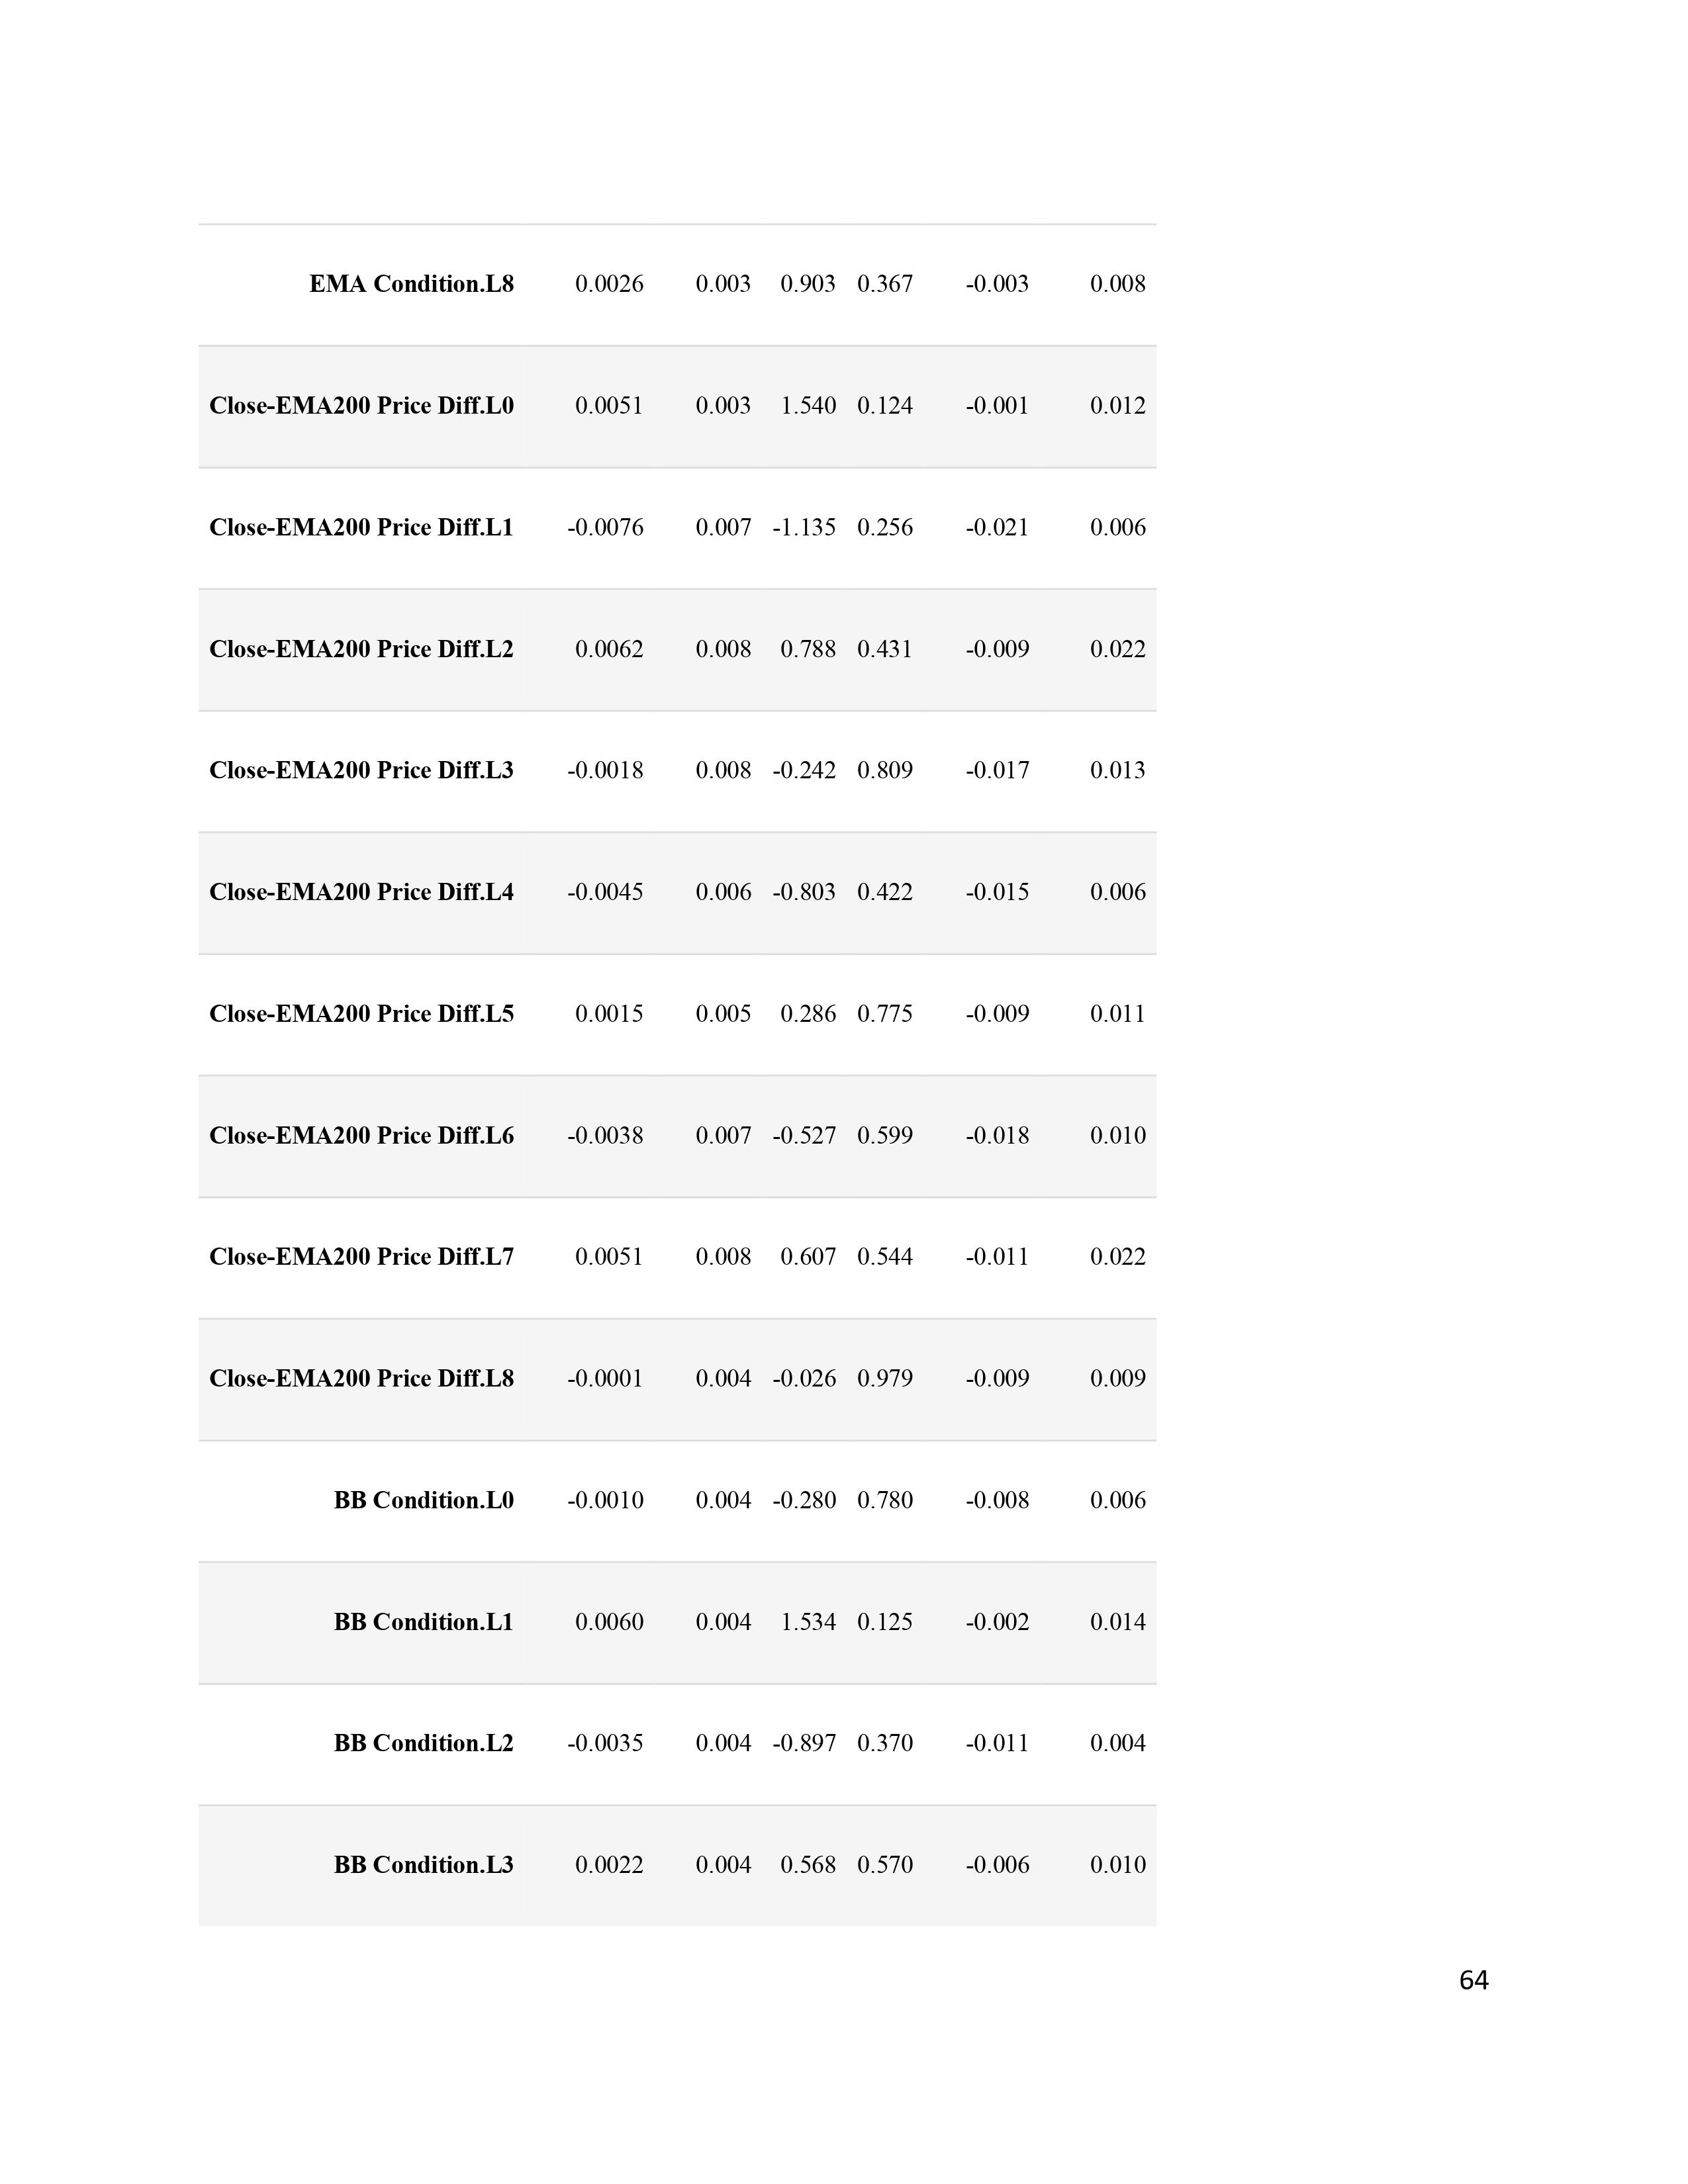 EMA Condition.L8 0.0026 0.003 0.903 0.367 -0.003 0.008
Close-EMA200 Price Diff.L0 0.0051 0.003 1.540 0.124 -0.001 0.012
Close-EMA200 Price Diff.L1 -0.0076 0.007 -1.135 0.256 -0.021 0.006
Close-EMA200 Price Diff.L2 0.0062 0.008 0.788 0.431 -0.009 0.022
Close-EMA200 Price Diff.L3 -0.0018 0.008 -0.242 0.809 -0.017 0.013
Close-EMA200 Price Diff.L4 -0.0045 0.006 -0.803 0.422 -0.015 0.006
Close-EMA200 Price Diff.L5 0.0015 0.005 0.286 0.775 -0.009 0.011
Close-EMA200 Price Diff.L6 -0.0038 0.007 -0.527 0.599 -0.018 0.010
Close-EMA200 Price Diff.L7 0.0051 0.008 0.607 0.544 -0.011 0.022
Close-EMA200 Price Diff.L8 -0.0001 0.004 -0.026 0.979 -0.009 0.009
BB Condition.L0 -0.0010 0.004 -0.280 0.780 -0.008 0.006
BB Condition.L1 0.0060 0.004 1.534 0.125 -0.002 0.014
BB Condition.L2 -0.0035 0.004 -0.897 0.370 -0.011 0.004
BB Condition.L3 0.0022 0.004 0.568 0.570 -0.006 0.010
64